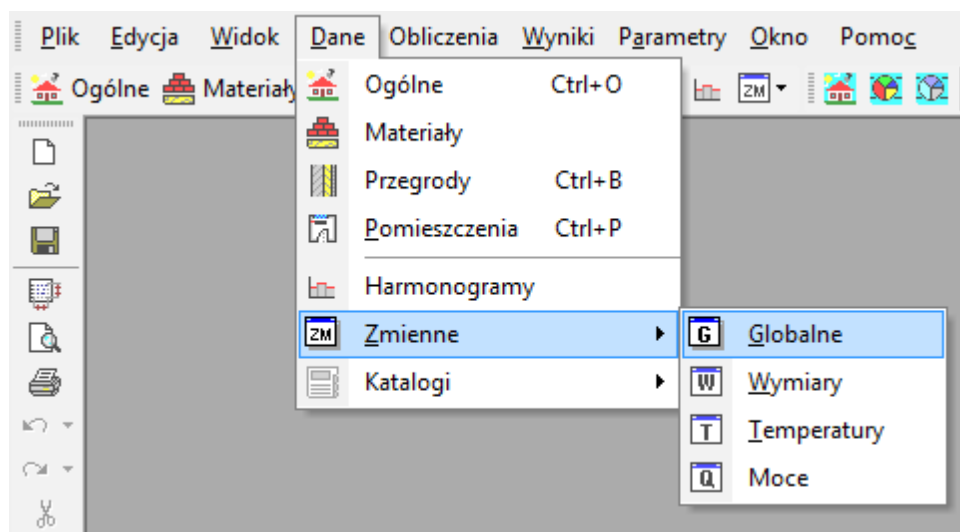 Plik Edycja Widok Dane Obliczenia Wyniki Parametry Okno Pomoc
Ogólne Materiały ZM
Ogólne Ctrl+O
Materiały
Przegrody Ctrl+B
Pomieszczenia Ctrl+P
Harmonogramy
ZM Zmienne
Katalogi
G Globalne
W Wymiary
T Temperatury
Q Moce